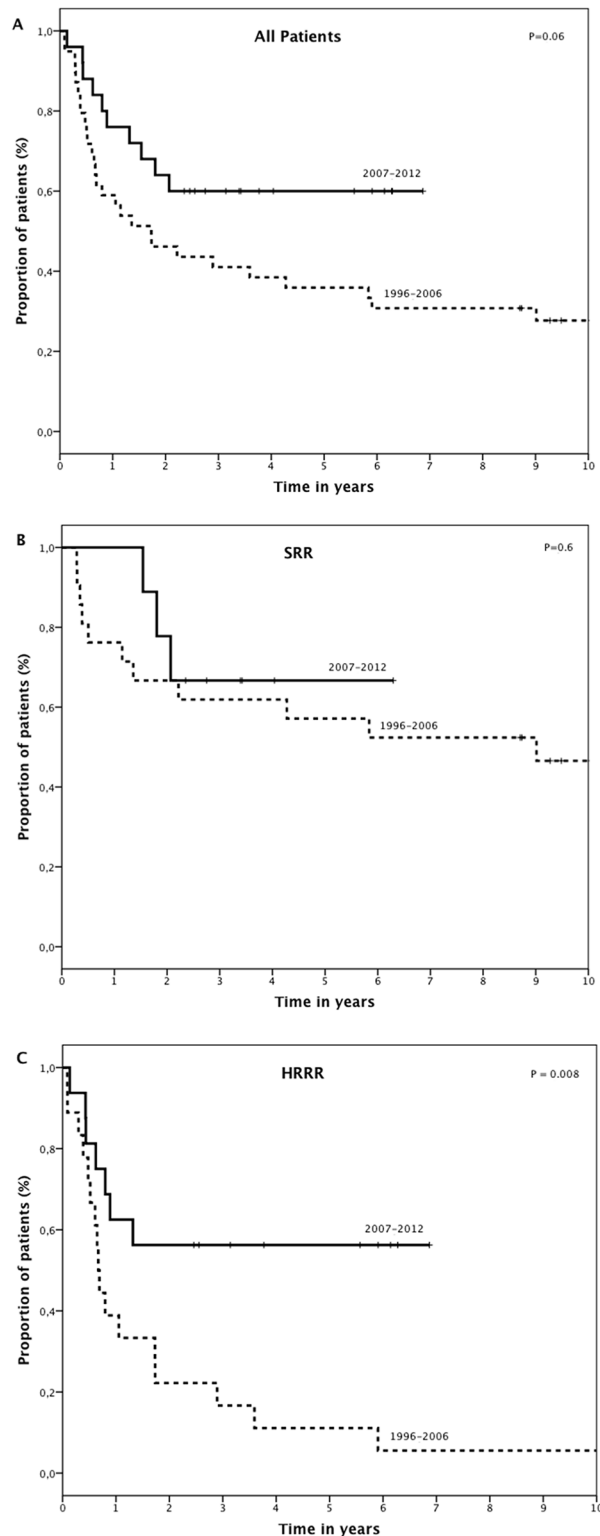 A
All Patients
P=0.06
Proportion of patients (%)
1,0
0,8
0,6
0,4
0,2
0,0
2007-2012
1996-2006
0 1 2 3 4 5 6 7 8 9 10
Time in years
B
SRR
P=0.6
Proportion of patients (%)
1,0
0,8
0,6
0,4
0,2
0,0
2007-2012
1996-2006
0 1 2 3 4 5 6 7 8 9 10
Time in years
C
HRRR
P = 0.008
Proportion of patients (%)
1,0
0,8
0,6
0,4
0,2
0,0
2007-2012
1996-2006
0 1 2 3 4 5 6 7 8 9 10
Time in years